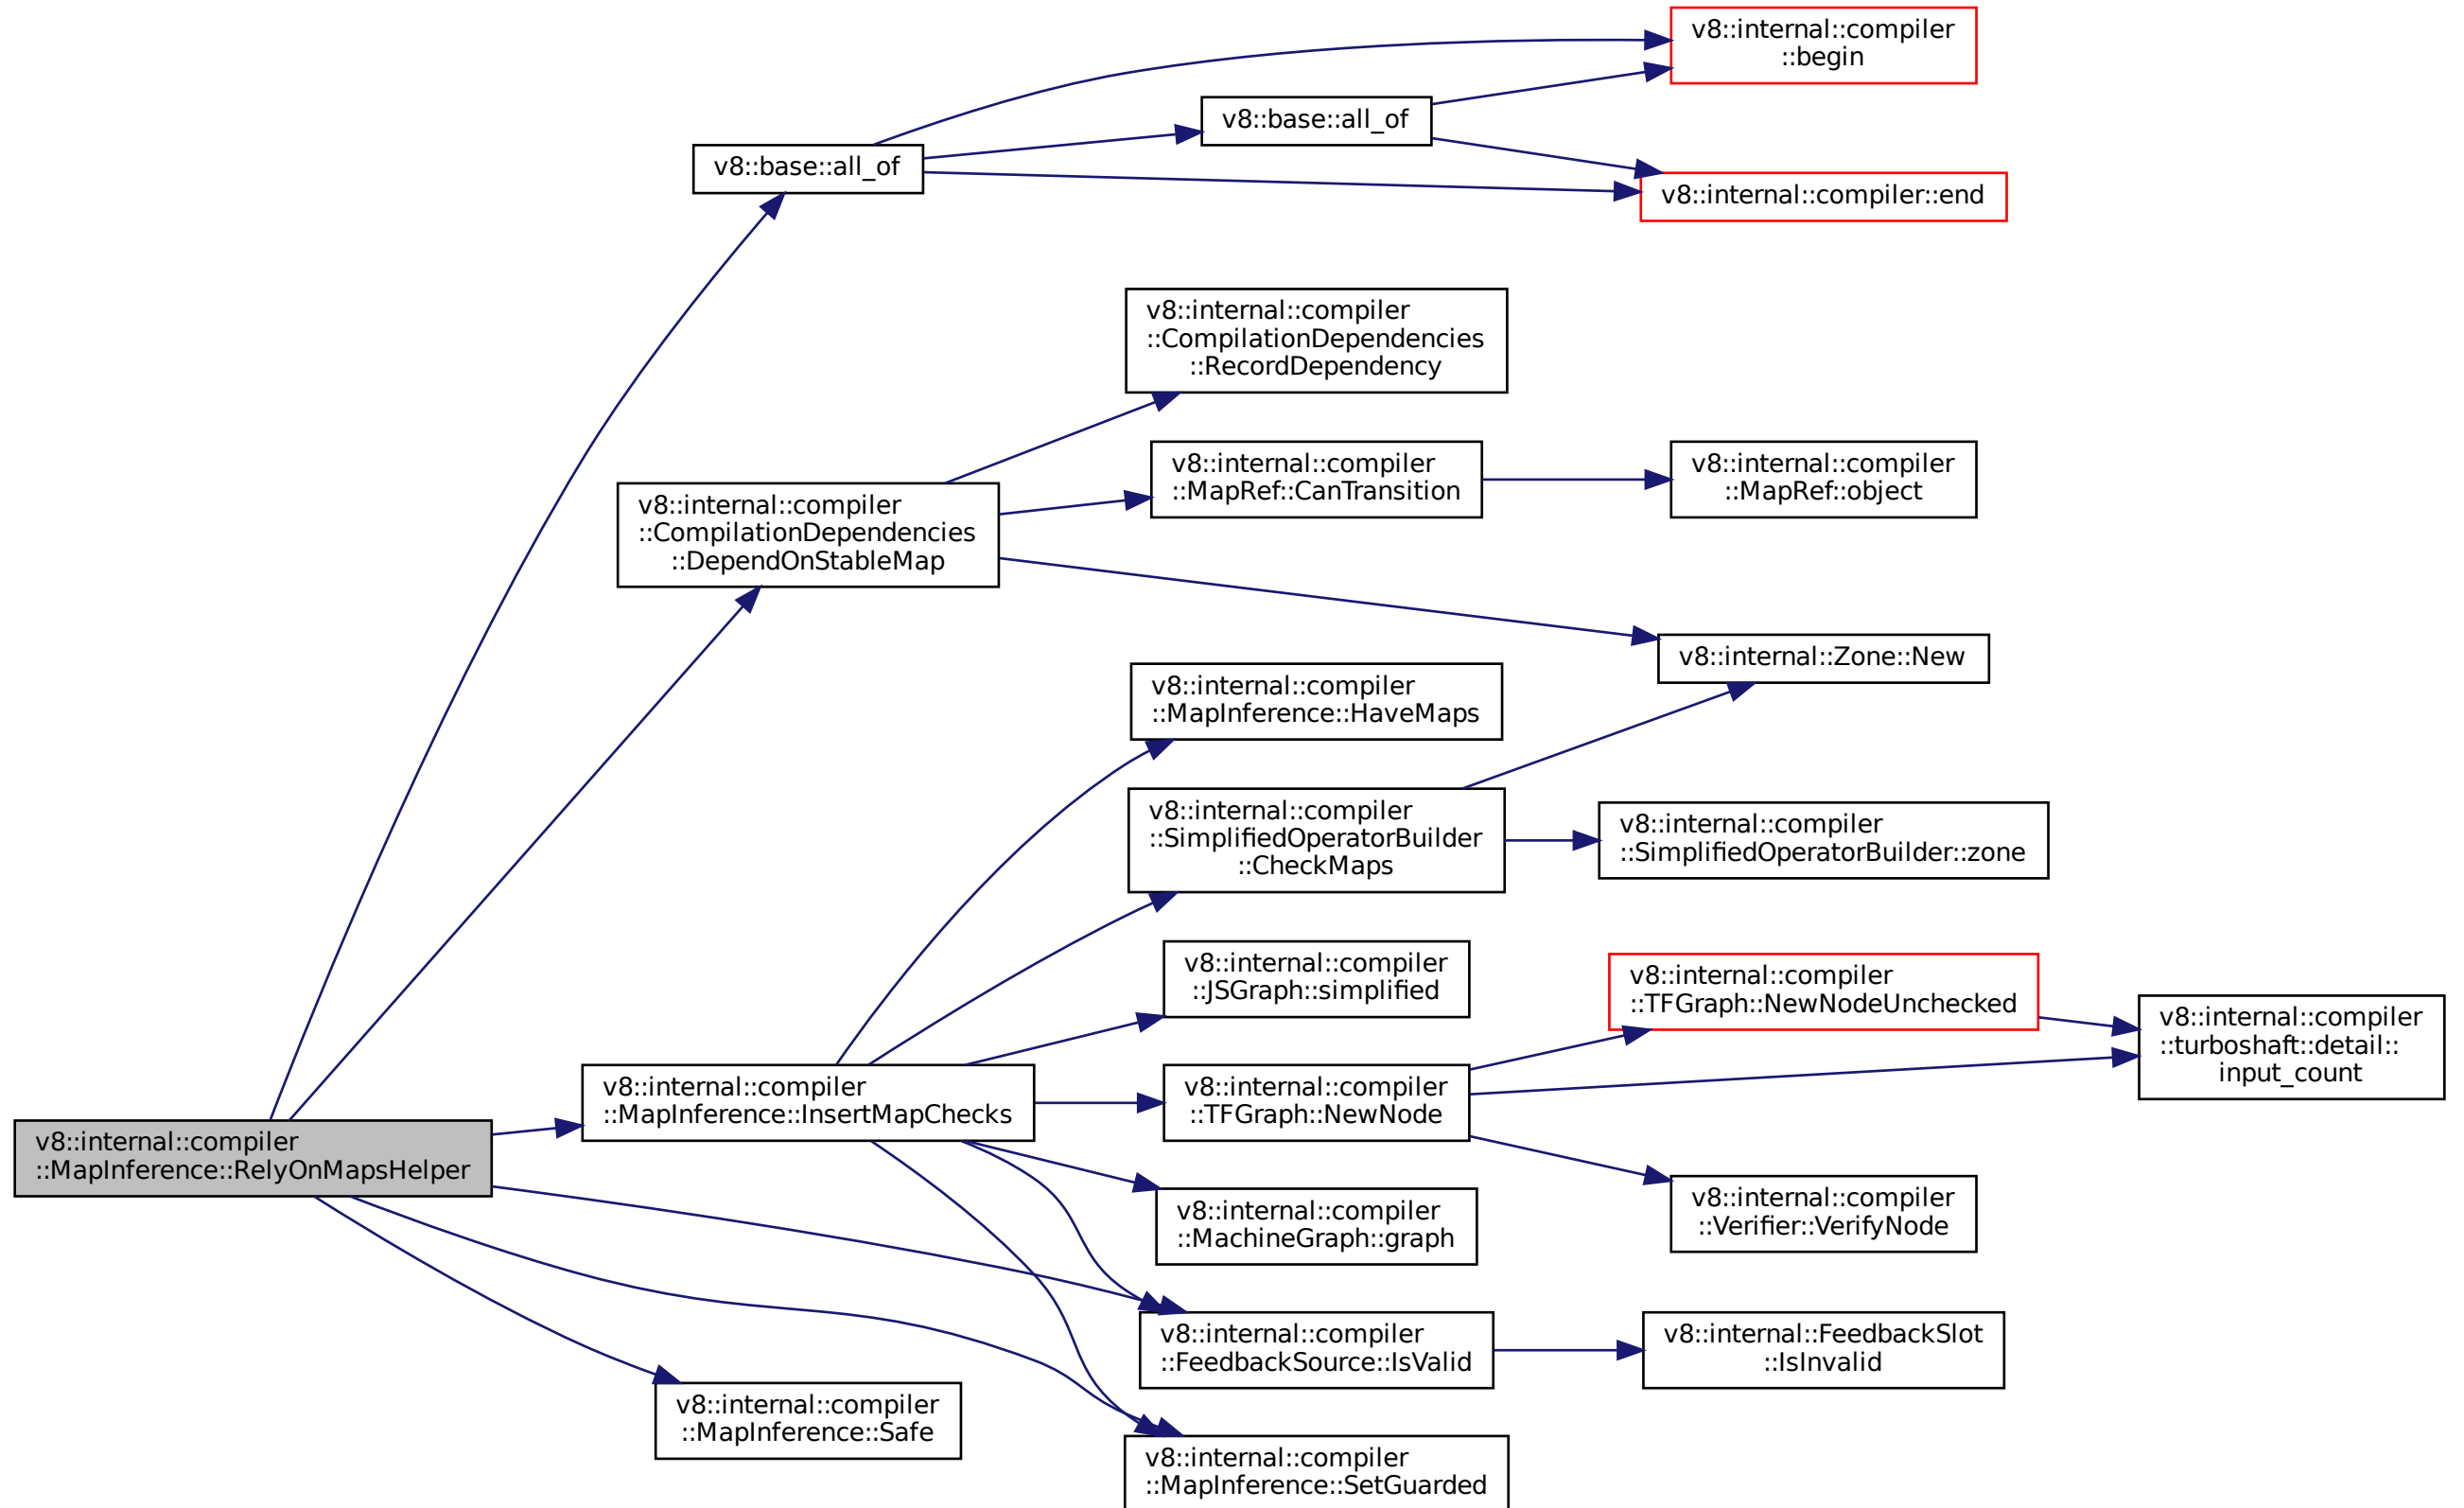 v8::internal::compiler
::begin
v8::base::all_of
v8::base::all_of
v8::internal::compiler::end
v8::internal::compiler
::CompilationDependencies
::RecordDependency
v8::internal::compiler
::MapRef::CanTransition
v8::internal::compiler
::MapRef::object
v8::internal::compiler
::CompilationDependencies
::DependOnStableMap
v8::internal::Zone::New
v8::internal::compiler
::MapInference::HaveMaps
v8::internal::compiler
::SimplifiedOperatorBuilder
::CheckMaps
v8::internal::compiler
::SimplifiedOperatorBuilder::zone
v8::internal::compiler
::JSGraph::simplified
v8::internal::compiler
::TFGraph::NewNodeUnchecked
v8::internal::compiler
::turboshaft::detail::
input_count
v8::internal::compiler
::MapInference::InsertMapChecks
v8::internal::compiler
::TFGraph::NewNode
v8::internal::compiler
::MapInference::RelyOnMapsHelper
v8::internal::compiler
::Verifier::VerifyNode
v8::internal::compiler
::MachineGraph::graph
v8::internal::compiler
::FeedbackSource::IsValid
v8::internal::FeedbackSlot
::IsInvalid
v8::internal::compiler
::MapInference::Safe
v8::internal::compiler
::MapInference::SetGuarded